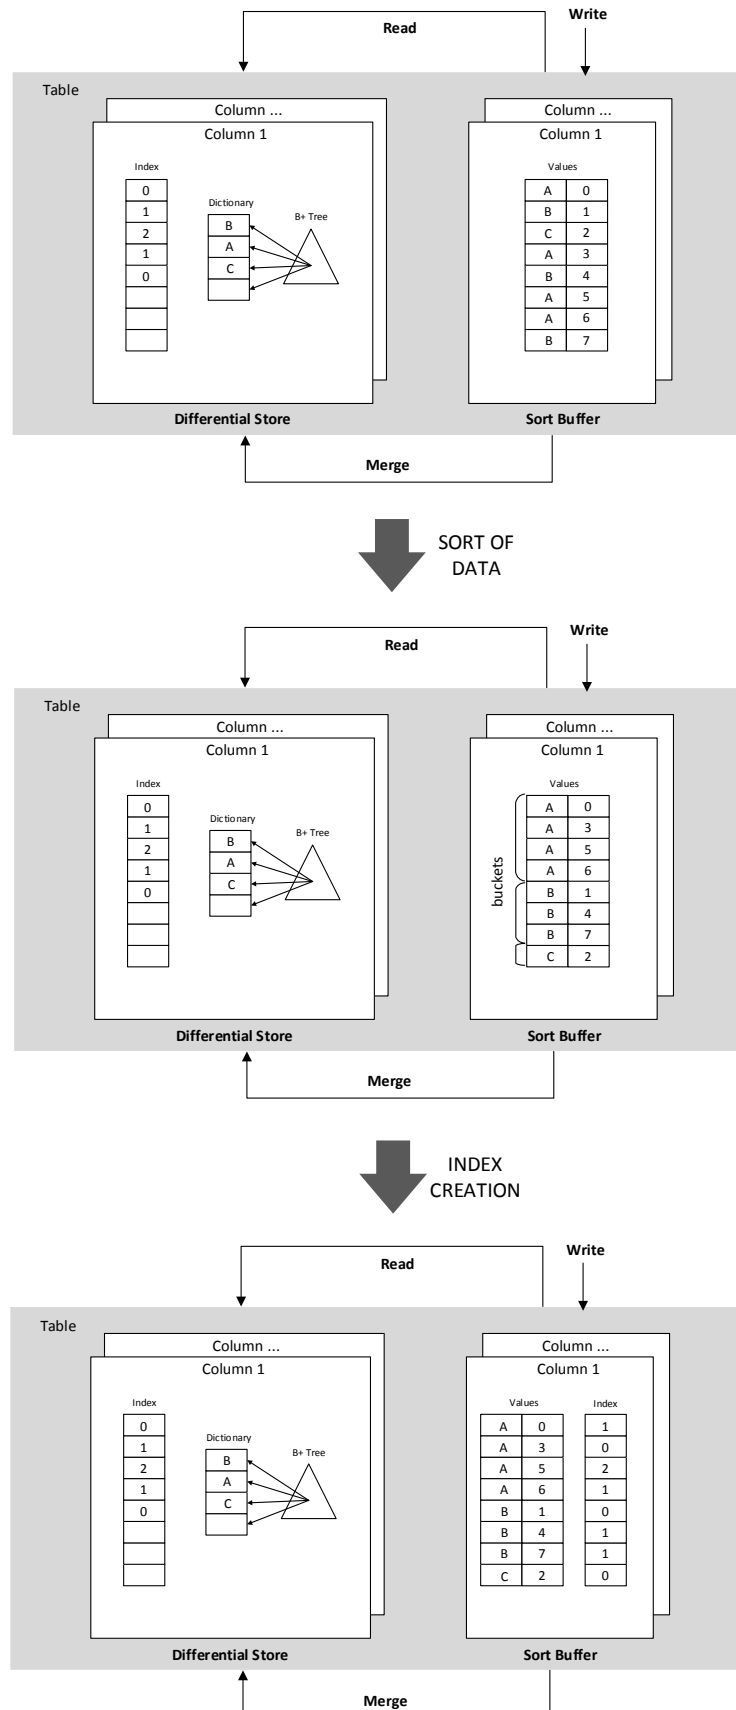 Read
Write
Table
Column ...
Column 1
Index
0
1
2
1
0
Dictionary
B
A
C
B+ Tree
Differential Store
Column ...
Column 1
Values
A 0
B 1
C 2
A 3
B 4
A 5
A 6
B 7
Sort Buffer
Merge
SORT OF
DATA
Read
Write
Table
Column ...
Column 1
Index
0
1
2
1
0
Dictionary
B
A
C
B+ Tree
Differential Store
Column ...
Column 1
Values
buckets
A 0
A 3
A 5
A 6
B 1
B 4
B 7
C 2
Sort Buffer
Merge
INDEX
CREATION
Read
Write
Table
Column ...
Column 1
Index
0
1
2
1
0
Dictionary
B
A
C
B+ Tree
Differential Store
Column ...
Column 1
Values Index
A 0 1
A 3 0
A 5 2
A 6 1
B 1 0
B 4 1
B 7 1
C 2 0
Sort Buffer
Merge